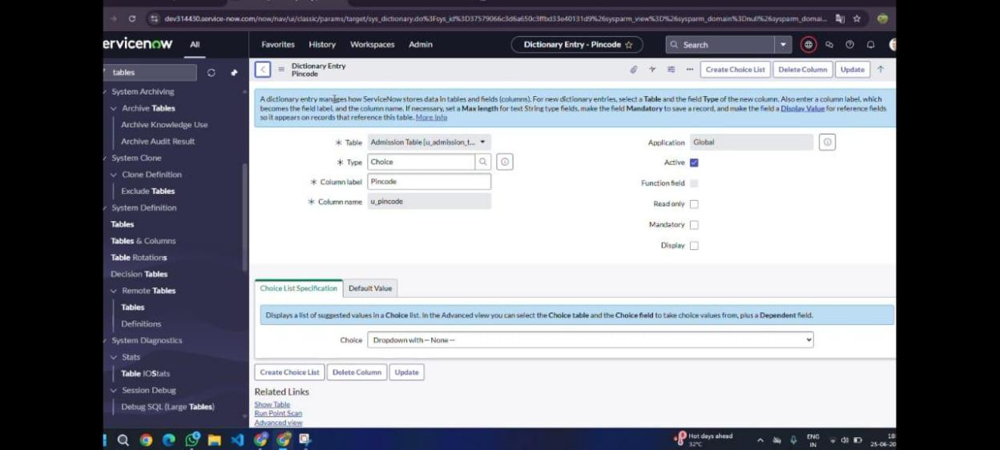 dev314430.service-now.com/now/nav/ui/classic/params/target/sys_dictionary.do%3Fsys_id%3D37579066c3d6a650c3ffbd33e40131d9%26sysparm_view%3D%26sysparm_domain%3Dnull%26sysparm_domai...
ervicenow All Favorites History Workspaces Admin Dictionary Entry - Pincode Search
tables
System Archiving
Archive Tables
Archive Knowledge Use
Archive Audit Result
System Clone
Clone Definition
Exclude Tables
System Definition
Tables
Tables & Columns
Table Rotations
Decision Tables
Remote Tables
Tables
Definitions
System Diagnostics
Stats
Table IOStats
Session Debug
Debug SQL (Large Tables)
Dictionary Entry
Pincode
Create Choice List Delete Column Update
A dictionary entry manages how ServiceNow stores data in tables and fields (columns). For new dictionary entries, select a Table and the field Type of the new column. Also enter a column label, which
becomes the field label, and the column name. If necessary, set a Max length for text String type fields, make the field Mandatory to save a record, and make the field a Display Value for reference fields
so it appears on records that reference this table. More Info
Table Admission Table [u_admission_t...
Type Choice
Column label Pincode
Column name u_pincode
Application Global
Active
Function field
Read only
Mandatory
Display
Choice List Specification Default Value
Displays a list of suggested values in a Choice list. In the Advanced view you can select the Choice table and the Choice field to take choice values from, plus a Dependent field.
Choice Dropdown with -- None --
Create Choice List Delete Column Update
Related Links
Show Table
Run Point Scan
Advanced view
Hot days ahead
32°C
ENG
IN
18:
25-06-20